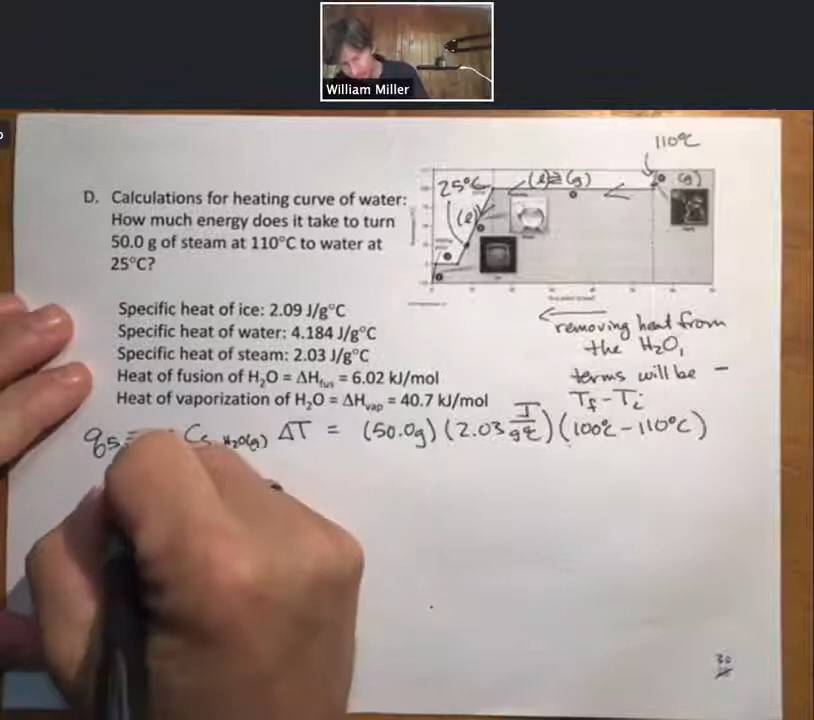 William Miller
110°C
D. Calculations for heating curve of water:
How much energy does it take to turn
50.0 g of steam at 110°C to water at
25°C?
25°C
(l)
(l)⇌(g)
(g)
Specific heat of ice: 2.09 J/g°C
Specific heat of water: 4.184 J/g°C
Specific heat of steam: 2.03 J/g°C
Heat of fusion of H₂O = ΔHfus = 6.02 kJ/mol
Heat of vaporization of H₂O = ΔHvap = 40.7 kJ/mol
removing heat from
the H₂O,
terms will be −
Tf − Ti
q5 = Cs, H₂O(g) ΔT = (50.0g) (2.03 J/g°C) (100°C − 110°C)
30